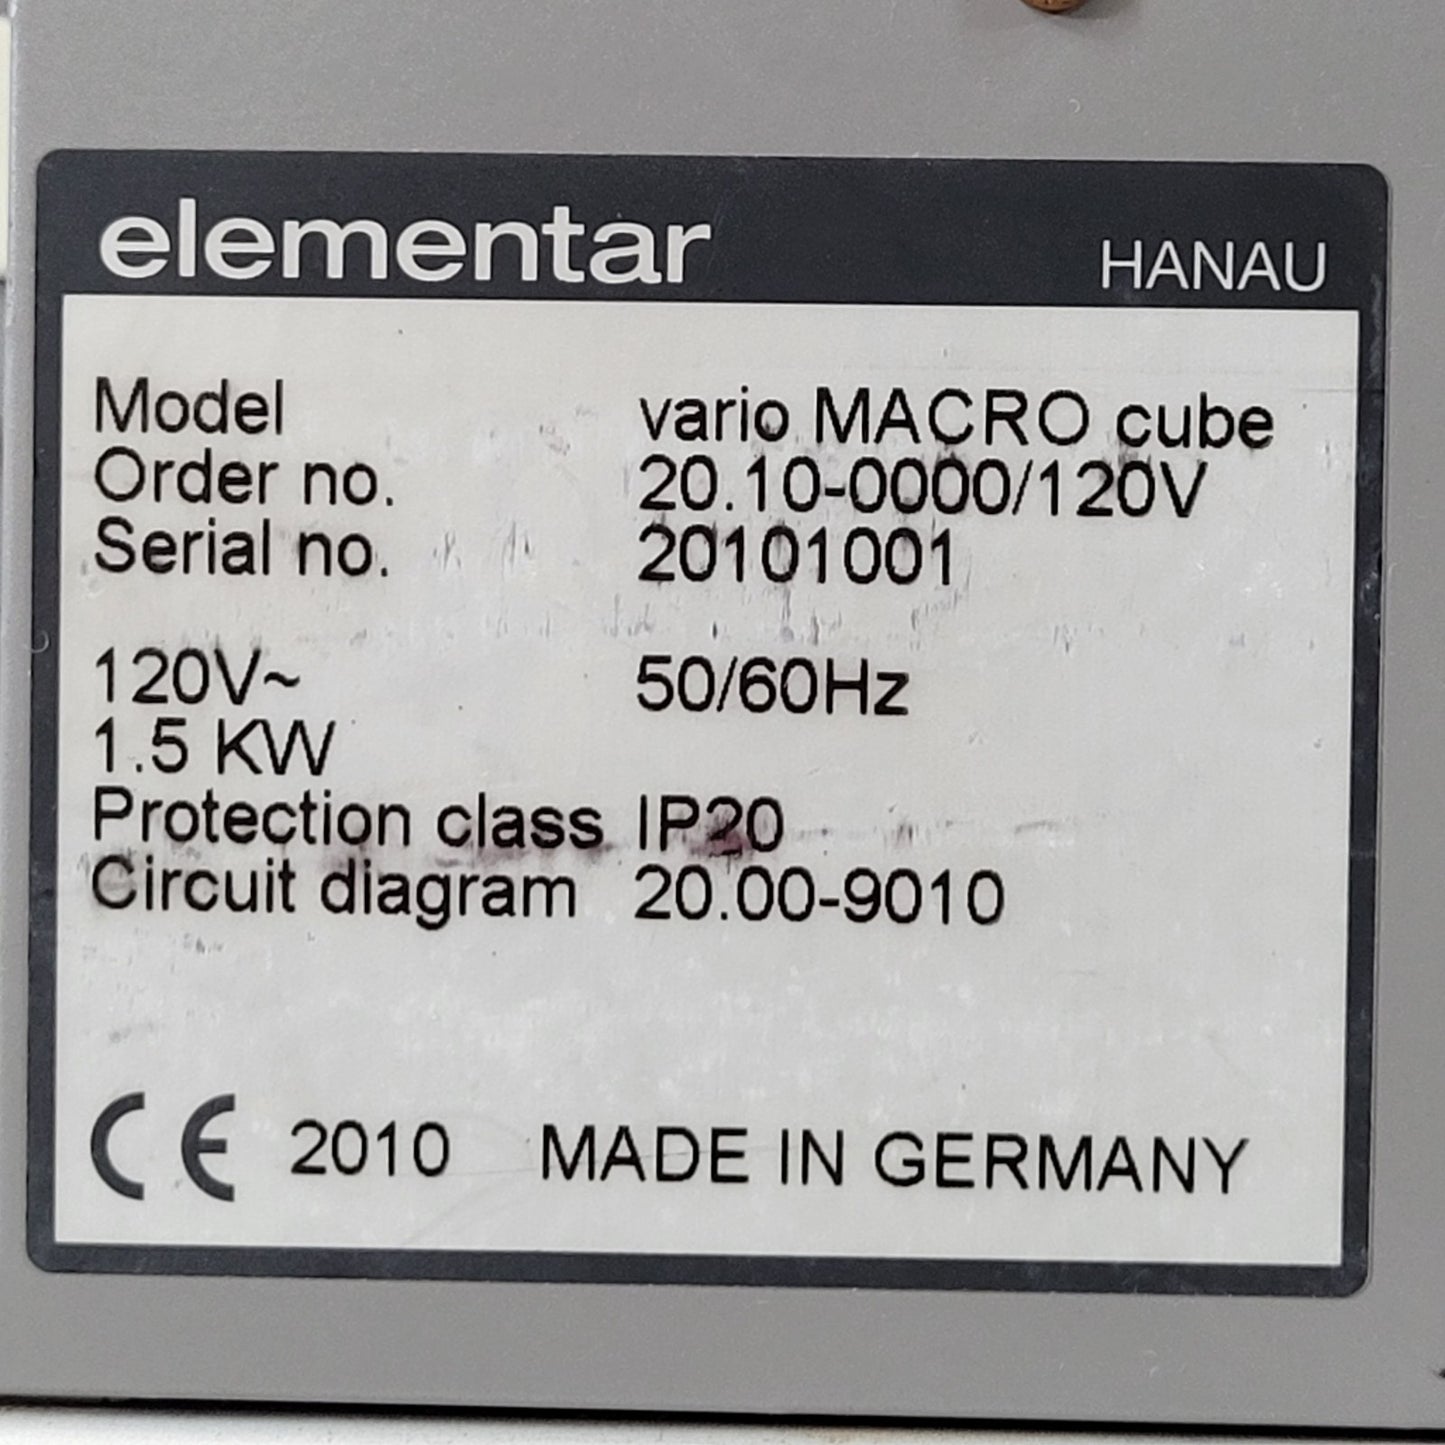 elementar HANAU
Model vario MACRO cube
Order no. 20.10-0000/120V
Serial no. 20101001
120V~ 50/60Hz
1.5 KW
Protection class IP20
Circuit diagram 20.00-9010
CE 2010 MADE IN GERMANY